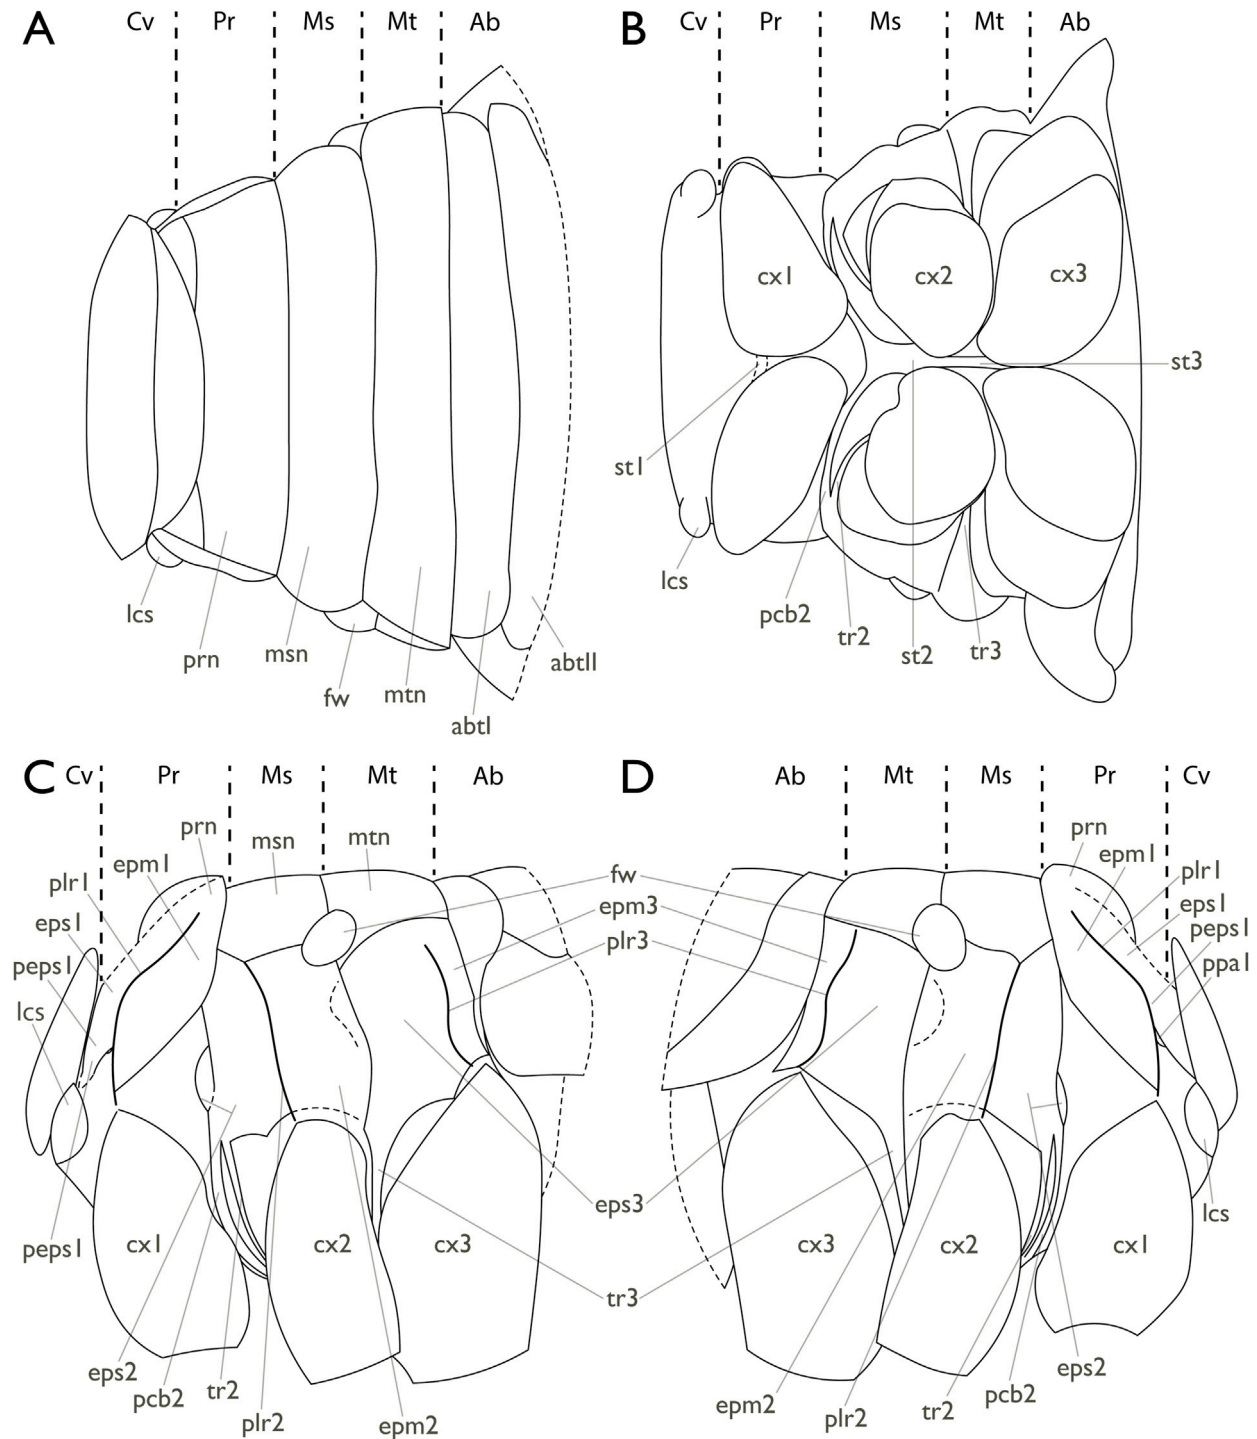 A Cv Pr Ms Mt Ab
B Cv Pr Ms Mt Ab
cx1 cx2 cx3
st3
st1
lcs
lcs
pcb2
prn
msn
tr2
st2
tr3
abtII
fw
mtn
abtI
C Cv Pr Ms Mt Ab
D Ab Mt Ms Pr Cv
prn
msn
mtn
epm1
plr1
eps1
peps1
lcs
fw
epm3
plr3
prn
epm1
plr1
eps1
peps1
ppa1
eps3
lcs
peps1
cx1 cx2 cx3
cx3 cx2 cx1
tr3
eps2
pcb2
tr2
plr2
epm2
epm2
plr2
tr2
pcb2
eps2